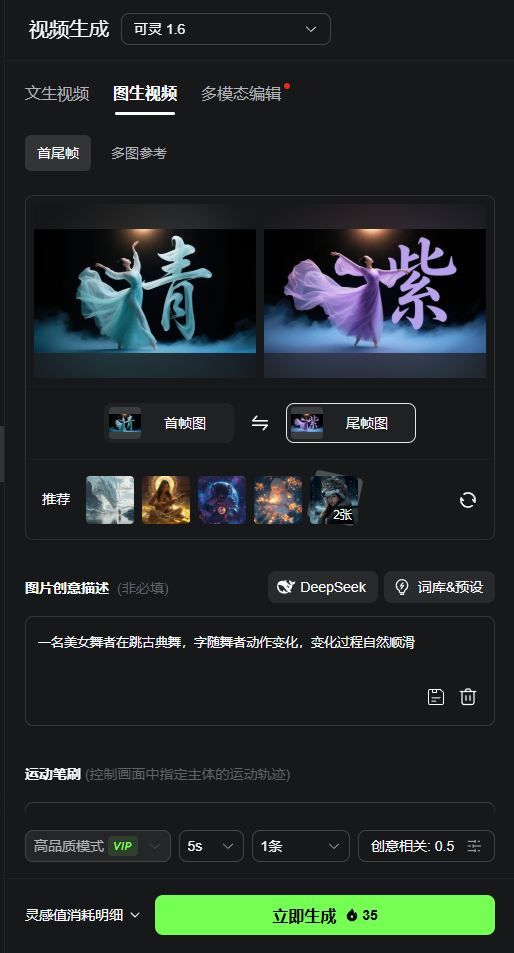 视频生成 可灵 1.6
文生视频 图生视频 多模态编辑
首尾帧 多图参考
青 紫
首帧图 尾帧图
推荐 2张
图片创意描述 (非必填) DeepSeek 词库&预设
一名美女舞者在跳古典舞，字随舞者动作变化，变化过程自然顺滑
运动笔刷 (控制画面中指定主体的运动轨迹)
高品质模式 VIP 5s 1条 创意相关: 0.5
灵感值消耗明细 立即生成 35